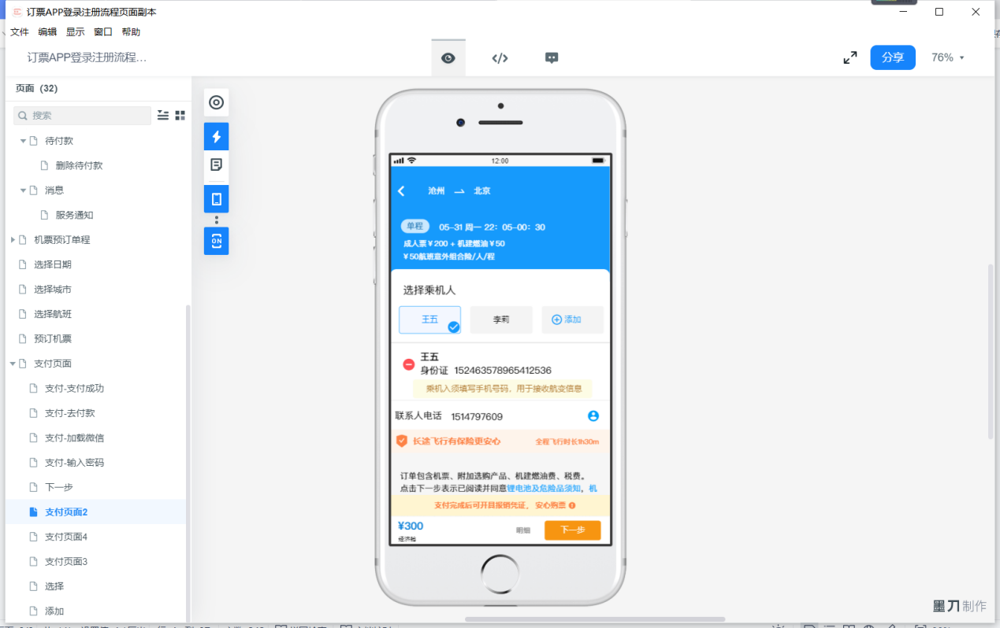 订票APP登录注册流程页面副本
文件 编辑 显示 窗口 帮助
订票APP登录注册流程...
分享
76%
页面 (32)
搜索
待付款
删除待付款
消息
服务通知
机票预订单程
选择日期
选择城市
选择航班
预订机票
支付页面
支付-支付成功
支付-去付款
支付-加载微信
支付-输入密码
下一步
支付页面2
支付页面4
支付页面3
选择
添加
ON
12:00
沧州 北京
单程 05-31 周一 22：05-00：30
成人票¥200 + 机建燃油¥50
¥50航班意外组合险/人/程
选择乘机人
王五 李莉 添加
王五
身份证 152463578965412536
乘机人须填写手机号码，用于接收航变信息
联系人电话 1514797609
长途飞行有保险更安心 全程飞行时长1h30m
订单包含机票、附加选购产品、机建燃油费、税费。
点击下一步表示已阅读并同意锂电池及危险品须知，机
支付完成后可开具报销凭证，安心购票
¥300
经济舱
明细 下一步
墨刀制作